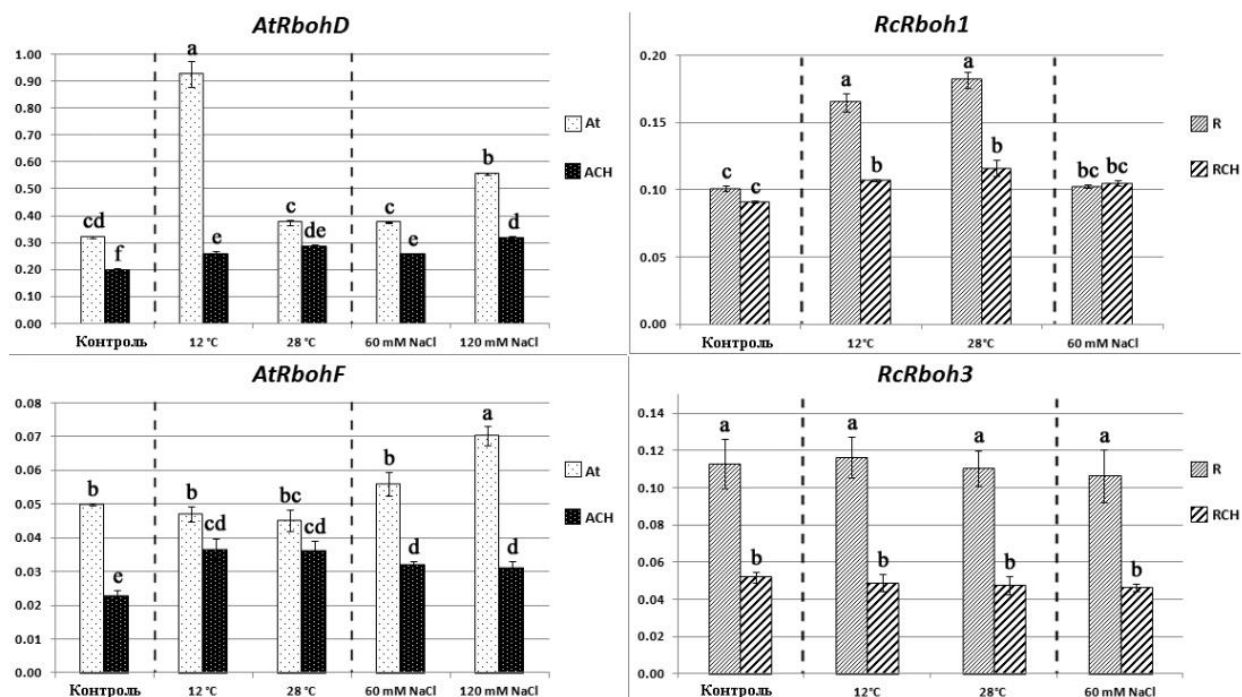 AtRbohD
1.00
0.90
0.80
0.70
0.60
0.50
0.40
0.30
0.20
0.10
0.00
cd
f
a
e
c
de
c
e
b
d
At
ACH
Контроль
12°C
28°C
60 mM NaCl
120 mM NaCl
RcRboh1
0.20
0.15
0.10
0.05
0.00
c
c
a
b
a
b
bc
bc
R
RCH
Контроль
12°C
28°C
60 mM NaCl
AtRbohF
0.08
0.07
0.06
0.05
0.04
0.03
0.02
0.01
0.00
b
e
b
cd
bc
cd
b
d
a
d
At
ACH
Контроль
12°C
28°C
60 mM NaCl
120 mM NaCl
RcRboh3
0.14
0.12
0.10
0.08
0.06
0.04
0.02
0.00
a
b
a
b
a
b
a
b
R
RCH
Контроль
12°C
28°C
60 mM NaCl